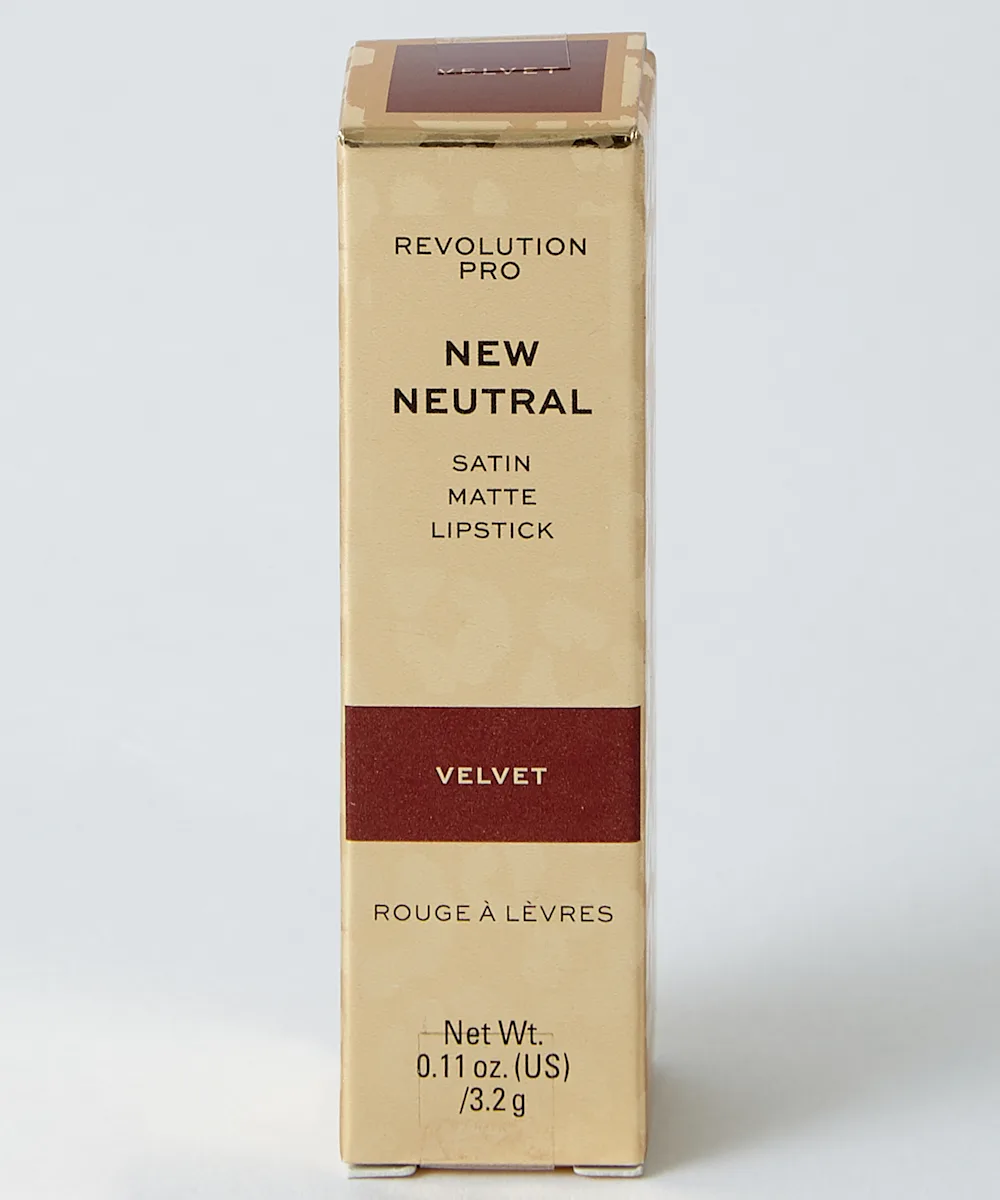 VELVET
REVOLUTION
PRO
NEW
NEUTRAL
SATIN
MATTE
LIPSTICK
VELVET
ROUGE À LÈVRES
Net Wt.
0.11 oz. (US)
/3.2 g